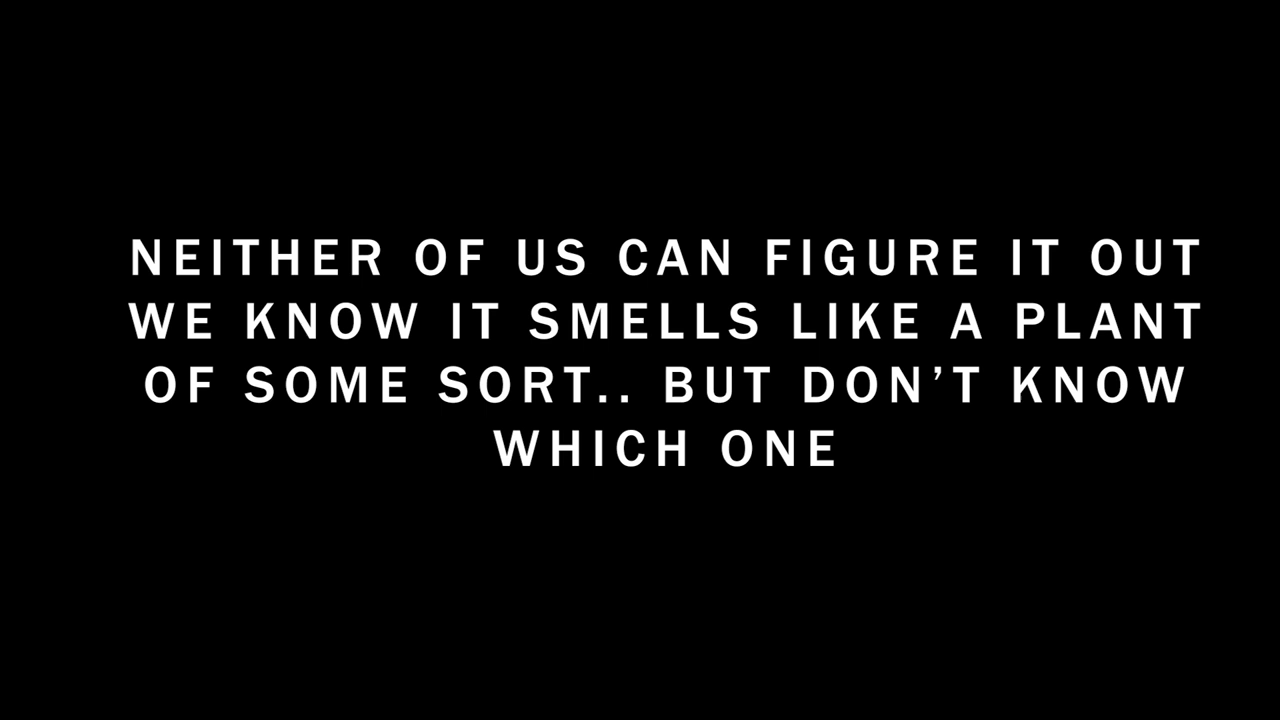 NEITHER OF US CAN FIGURE IT OUT
WE KNOW IT SMELLS LIKE A PLANT
OF SOME SORT.. BUT DON’T KNOW
WHICH ONE